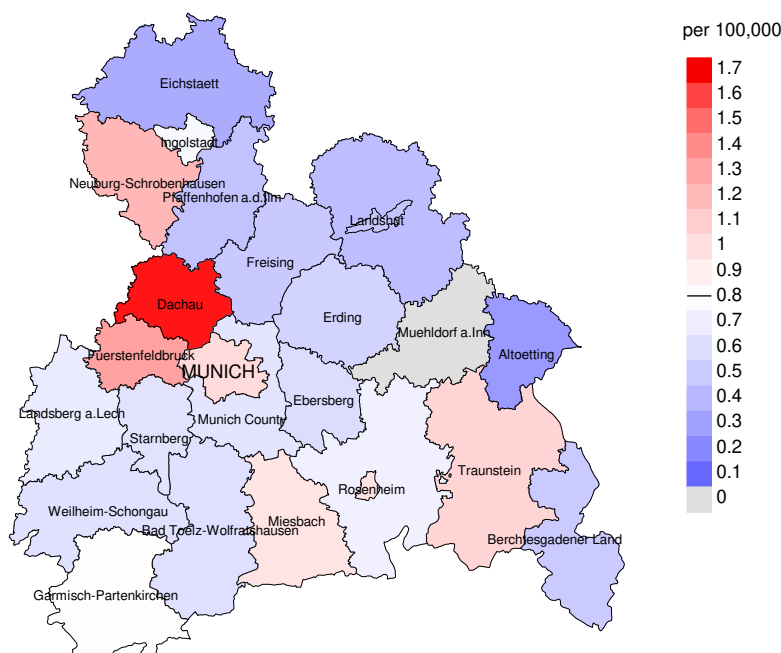 per 100,000
1.7
1.6
1.5
1.4
1.3
1.2
1.1
1
0.9
0.8
0.7
0.6
0.5
0.4
0.3
0.2
0.1
0
Eichstaett
Ingolstadt
Neuburg-Schrobenhausen
Pfaffenhofen a.d.Ilm
Landshut
Freising
Dachau
Erding
Muehldorf a.Inn
Altoetting
Fuerstenfeldbruck
MUNICH
Ebersberg
Landsberg a.Lech
Munich County
Starnberg
Traunstein
Rosenheim
Weilheim-Schongau
Miesbach
Bad Toelz-Wolfratshausen
Berchtesgadener Land
Garmisch-Partenkirchen